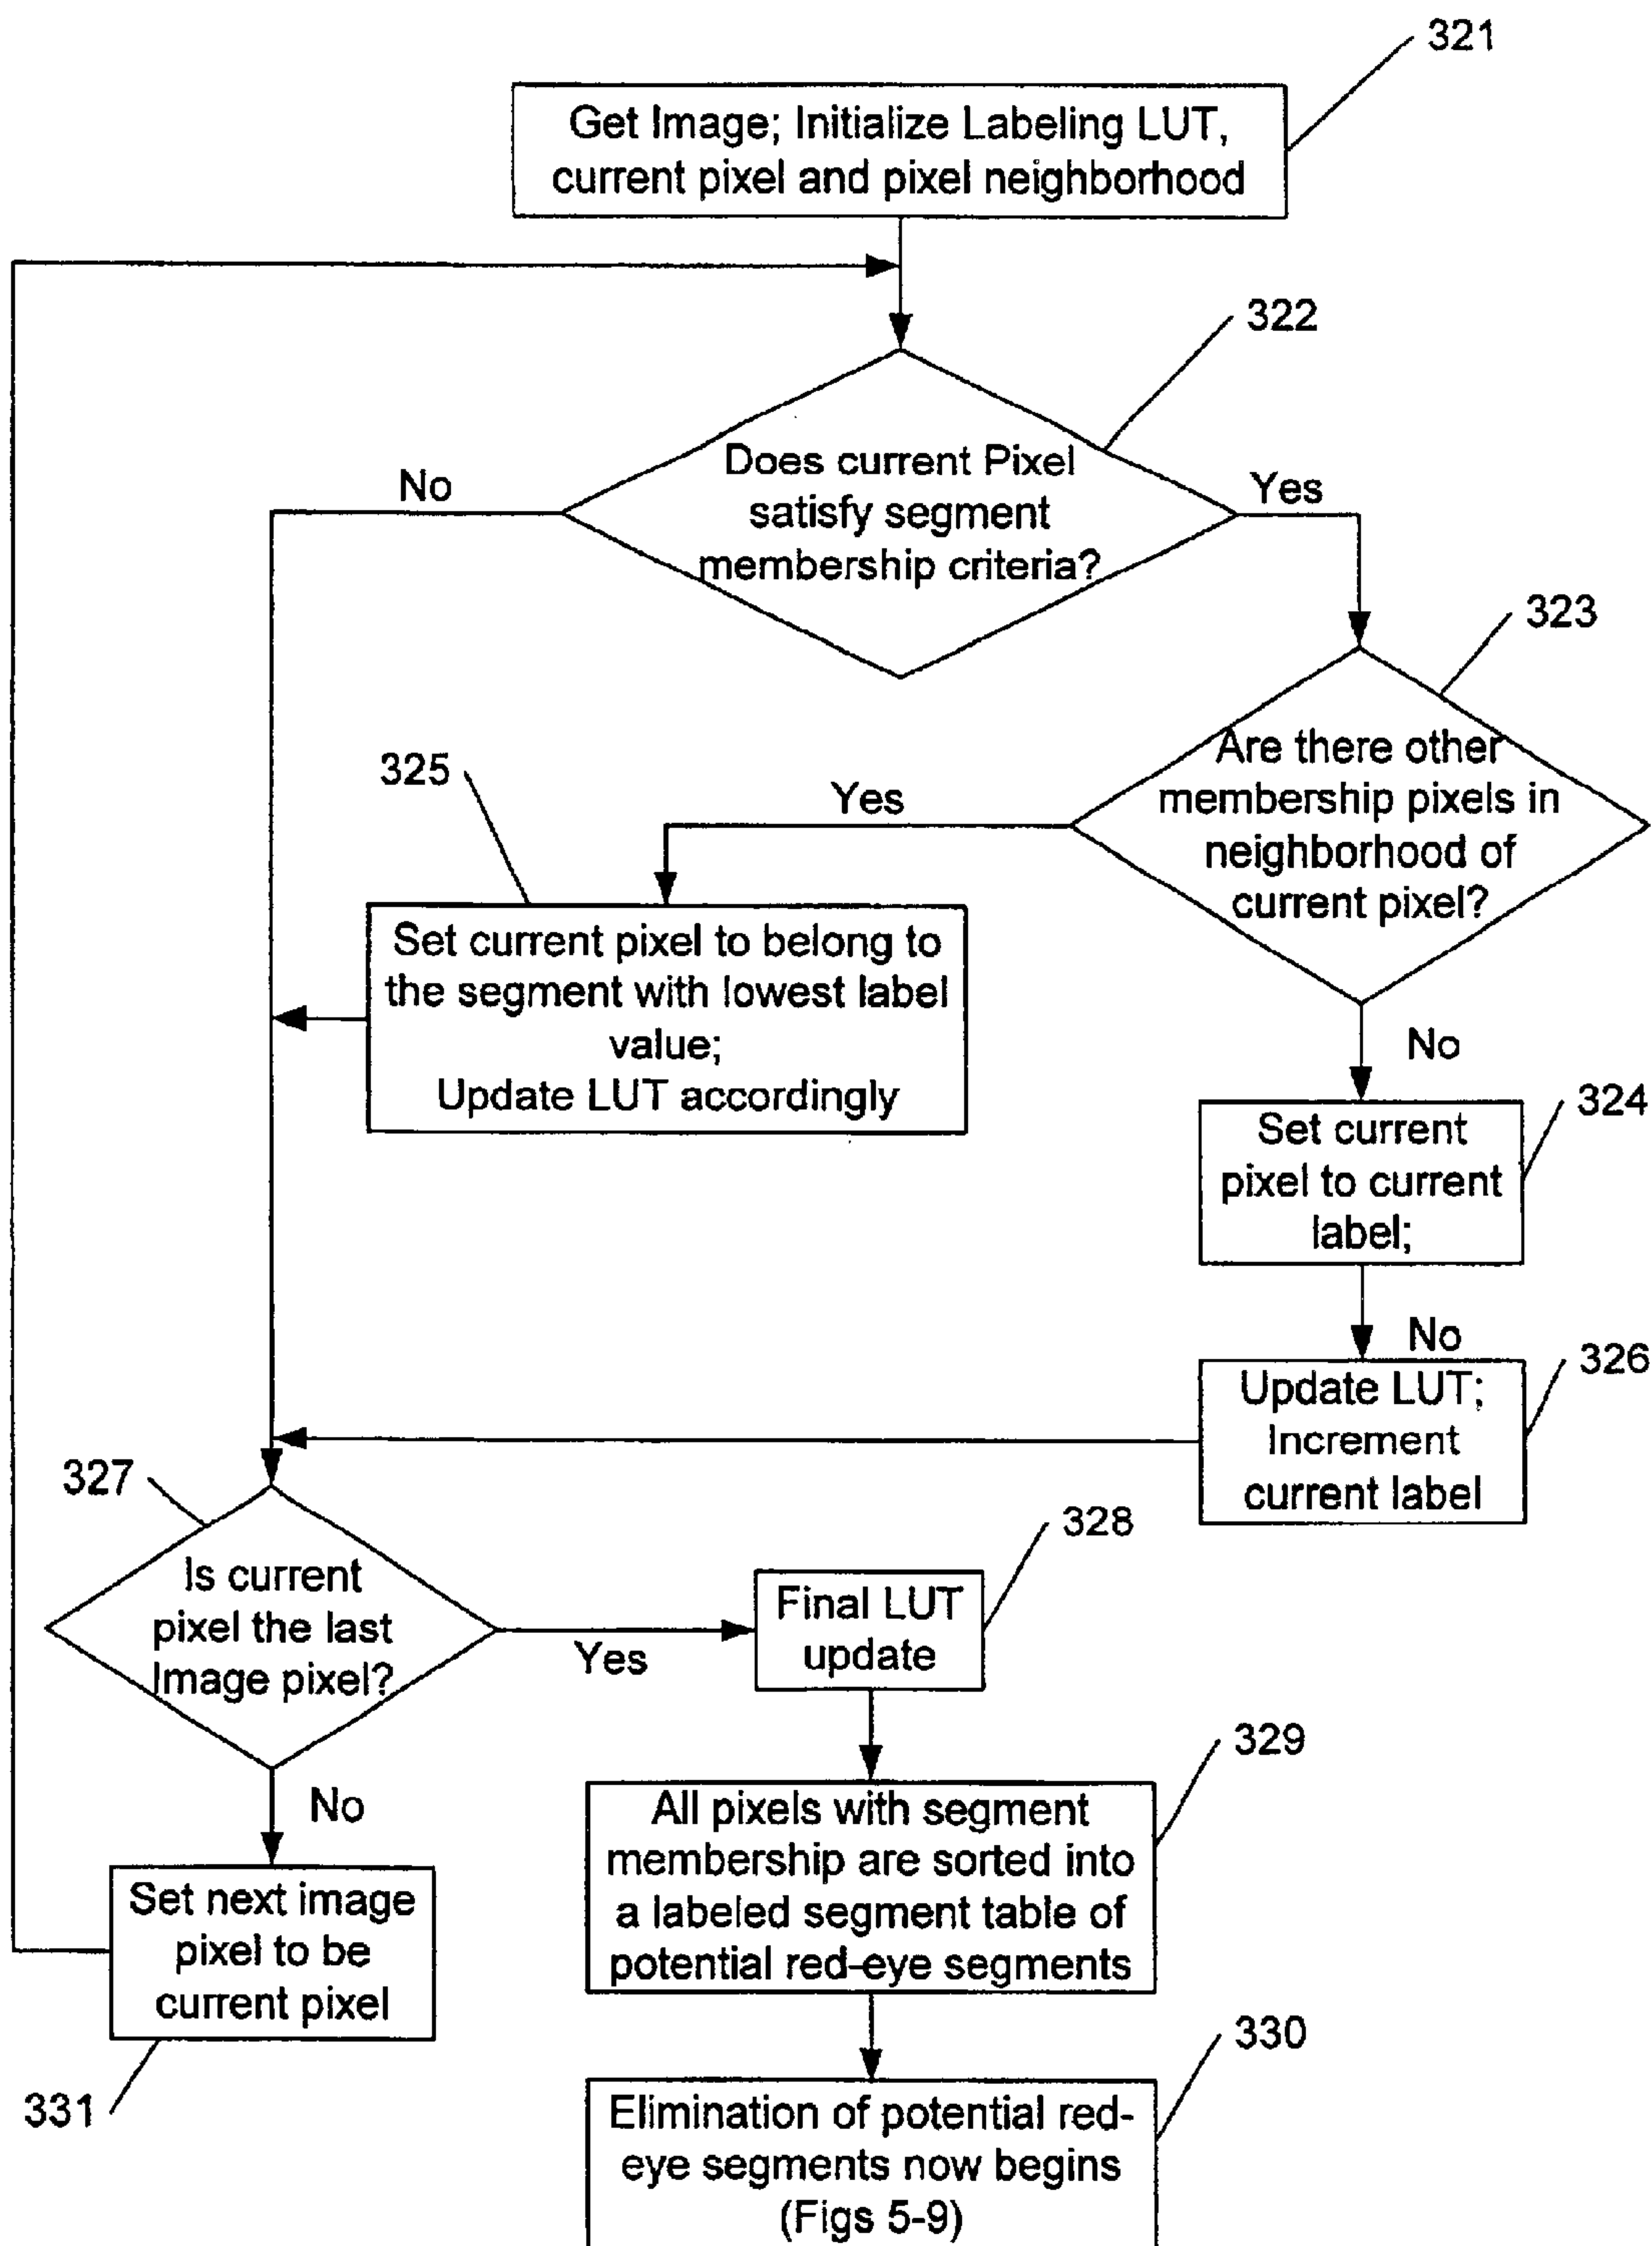 321
Get Image; Initialize Labeling LUT,
current pixel and pixel neighborhood
322
Does current Pixel
satisfy segment
membership criteria?
No
Yes
323
Are there other
membership pixels in
neighborhood of
current pixel?
Yes
325
Set current pixel to belong to
the segment with lowest label
value;
Update LUT accordingly
No
324
Set current
pixel to current
label;
No
326
Update LUT;
Increment
current label
327
Is current
pixel the last
Image pixel?
Yes
328
Final LUT
update
329
All pixels with segment
membership are sorted into
a labeled segment table of
potential red-eye segments
No
Set next image
pixel to be
current pixel
331
330
Elimination of potential red-
eye segments now begins
(Figs 5-9)